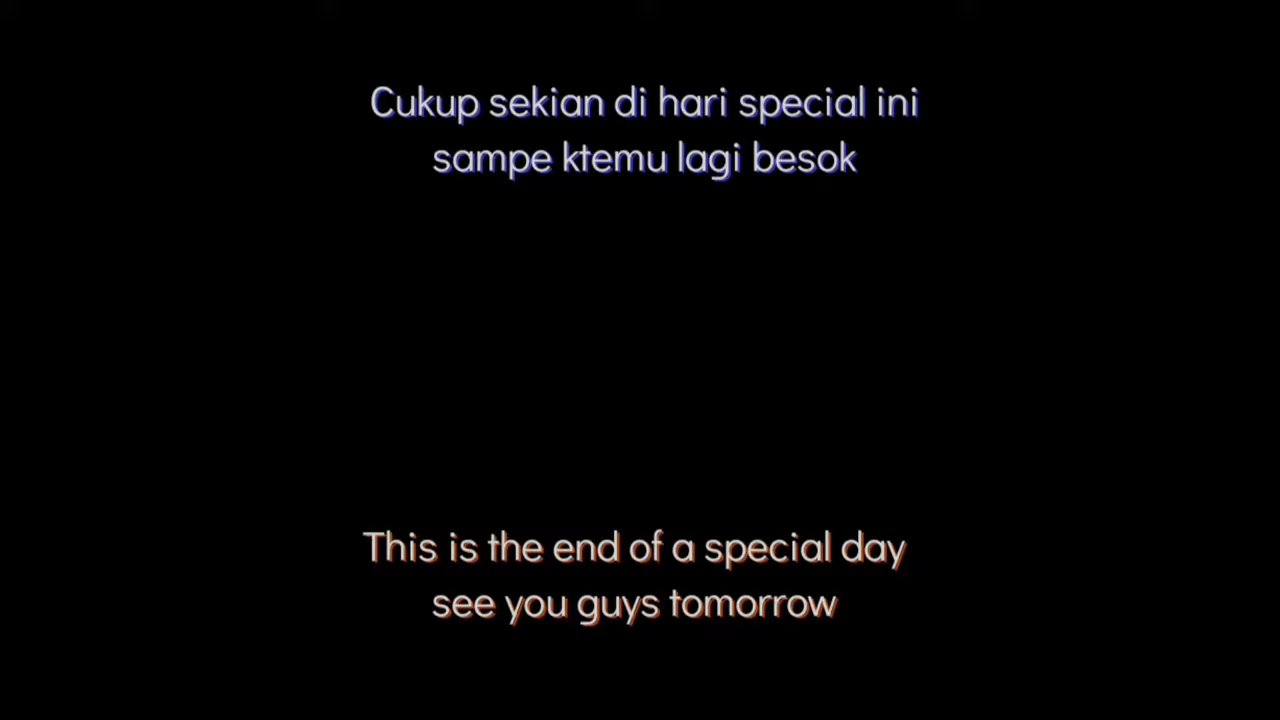 Cukup sekian di hari special ini
sampe ktemu lagi besok
This is the end of a special day
see you guys tomorrow